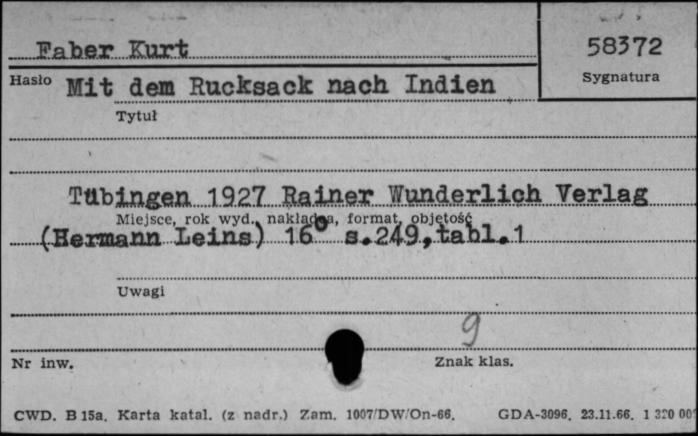 Faber Kurt
58372
Hasło
Sygnatura
Mit dem Rucksack nach Indien
Tytuł
Tübingen 1927 Rainer Wunderlich Verlag
Miejsce, rok wyd., nakładca, format, objętość
(Hermann Leins) 16° s.249,tabl.1
Uwagi
9
Nr inw.
Znak klas.
CWD. B 15a. Karta katal. (z nadr.) Zam. 1007/DW/On-66. GDA-3096. 23.11.66. 1 320 00